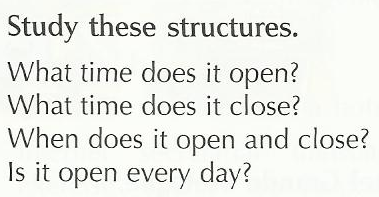 Study these structures.
What time does it open?
What time does it close?
When does it open and close?
Is it open every day?